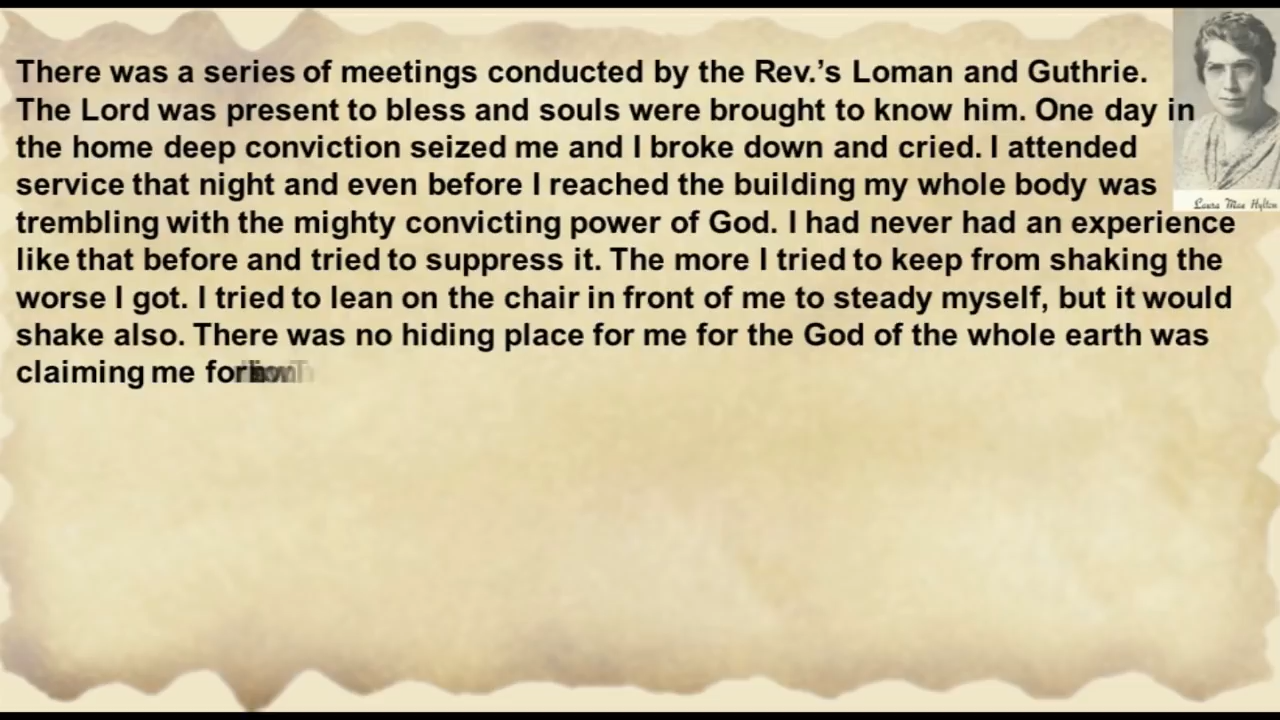 There was a series of meetings conducted by the Rev.’s Loman and Guthrie.
The Lord was present to bless and souls were brought to know him. One day in
the home deep conviction seized me and I broke down and cried. I attended
service that night and even before I reached the building my whole body was
trembling with the mighty convicting power of God. I had never had an experience
like that before and tried to suppress it. The more I tried to keep from shaking the
worse I got. I tried to lean on the chair in front of me to steady myself, but it would
shake also. There was no hiding place for me for the God of the whole earth was
claiming me for
Laura Mae Hylton